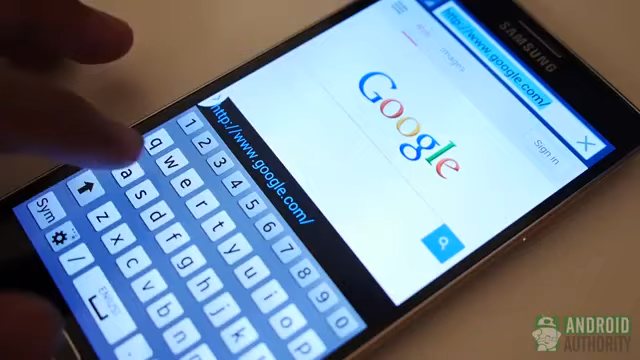 SAMSUNG
http://www.google.com/
Images
Google
Sign in
http://www.google.com/
1 2 3 4 5 6 7 8 9 0
q w e r t y u i o p
a s d f g h j k
z x c v b n
Sym /
ANDROID
AUTHORITY